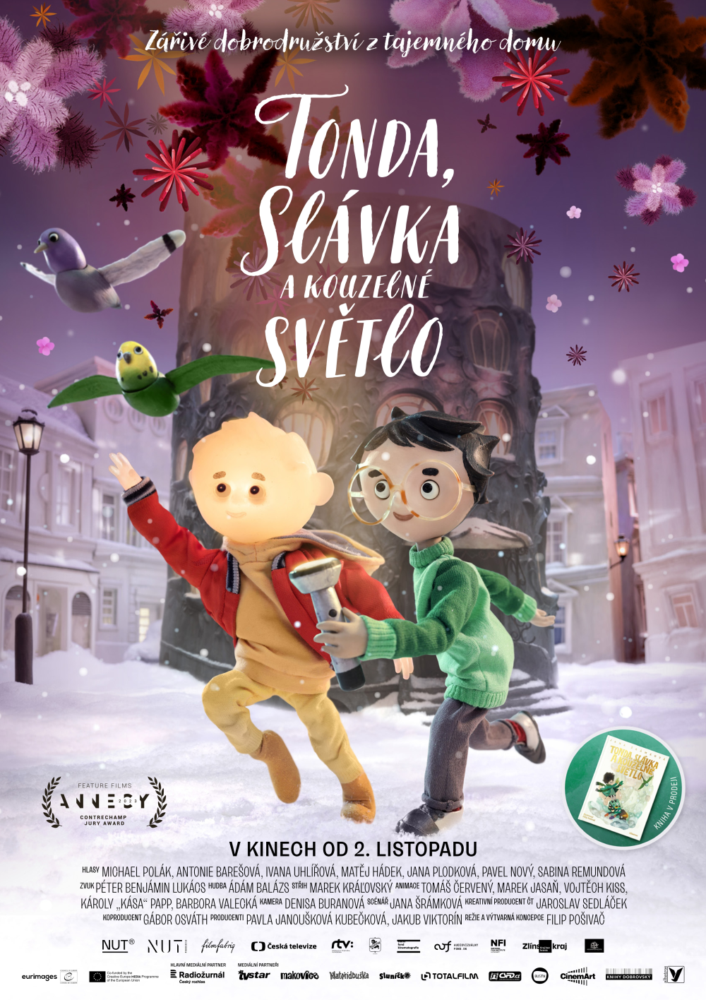 Zářivé dobrodružství z tajemného domu
TONDA,
SLÁVKA
A KOUZELNÉ
SVĚTLO
TONDA, SLÁVKA
A KOUZELNÉ
SVĚTLO
KNIHA V PRODEJI
FEATURE FILMS
ANNECY
2023
CONTRECHAMP
JURY AWARD
V KINECH OD 2. LISTOPADU
HLASY MICHAEL POLÁK, ANTONIE BAREŠOVÁ, IVANA UHLÍŘOVÁ, MATĚJ HÁDEK, JANA PLODKOVÁ, PAVEL NOVÝ, SABINA REMUNDOVÁ
ZVUK PÉTER BENJÁMIN LUKÁCS HUDBA ÁDÁM BALÁZS STŘIH MAREK KRÁĽOVSKÝ ANIMACE TOMÁŠ ČERVENÝ, MAREK JASAŇ, VOJTĚCH KISS,
KÁROLY „KÁSA“ PAPP, BARBORA VALECKÁ KAMERA DENISA BURANOVÁ SCÉNÁŘ JANA ŠRÁMKOVÁ KREATIVNÍ PRODUCENT ČT JAROSLAV SEDLÁČEK
KOPRODUCENT GÁBOR OSVÁTH PRODUCENTI PAVLA JANOUŠKOVÁ KUBEČKOVÁ, JAKUB VIKTORÍN REŽIE A VÝTVARNÁ KONCEPCE FILIP POŠIVAČ
NUT® NUT filmfabriq Česká televize rtv: fond kinematografie avf AUDIOVIZUÁLNY FOND.SK NFI Zlínský kraj
HLAVNÍ MEDIÁLNÍ PARTNER MEDIÁLNÍ PARTNEŘI
eurimages Co-funded by the Creative Europe MEDIA Programme of the European Union Radiožurnál Český rozhlas tvstar makovice Mateřídouška sluníčko TOTALFILM BUSTV CinemArt KNIHY DOBROVSKÝ albatros